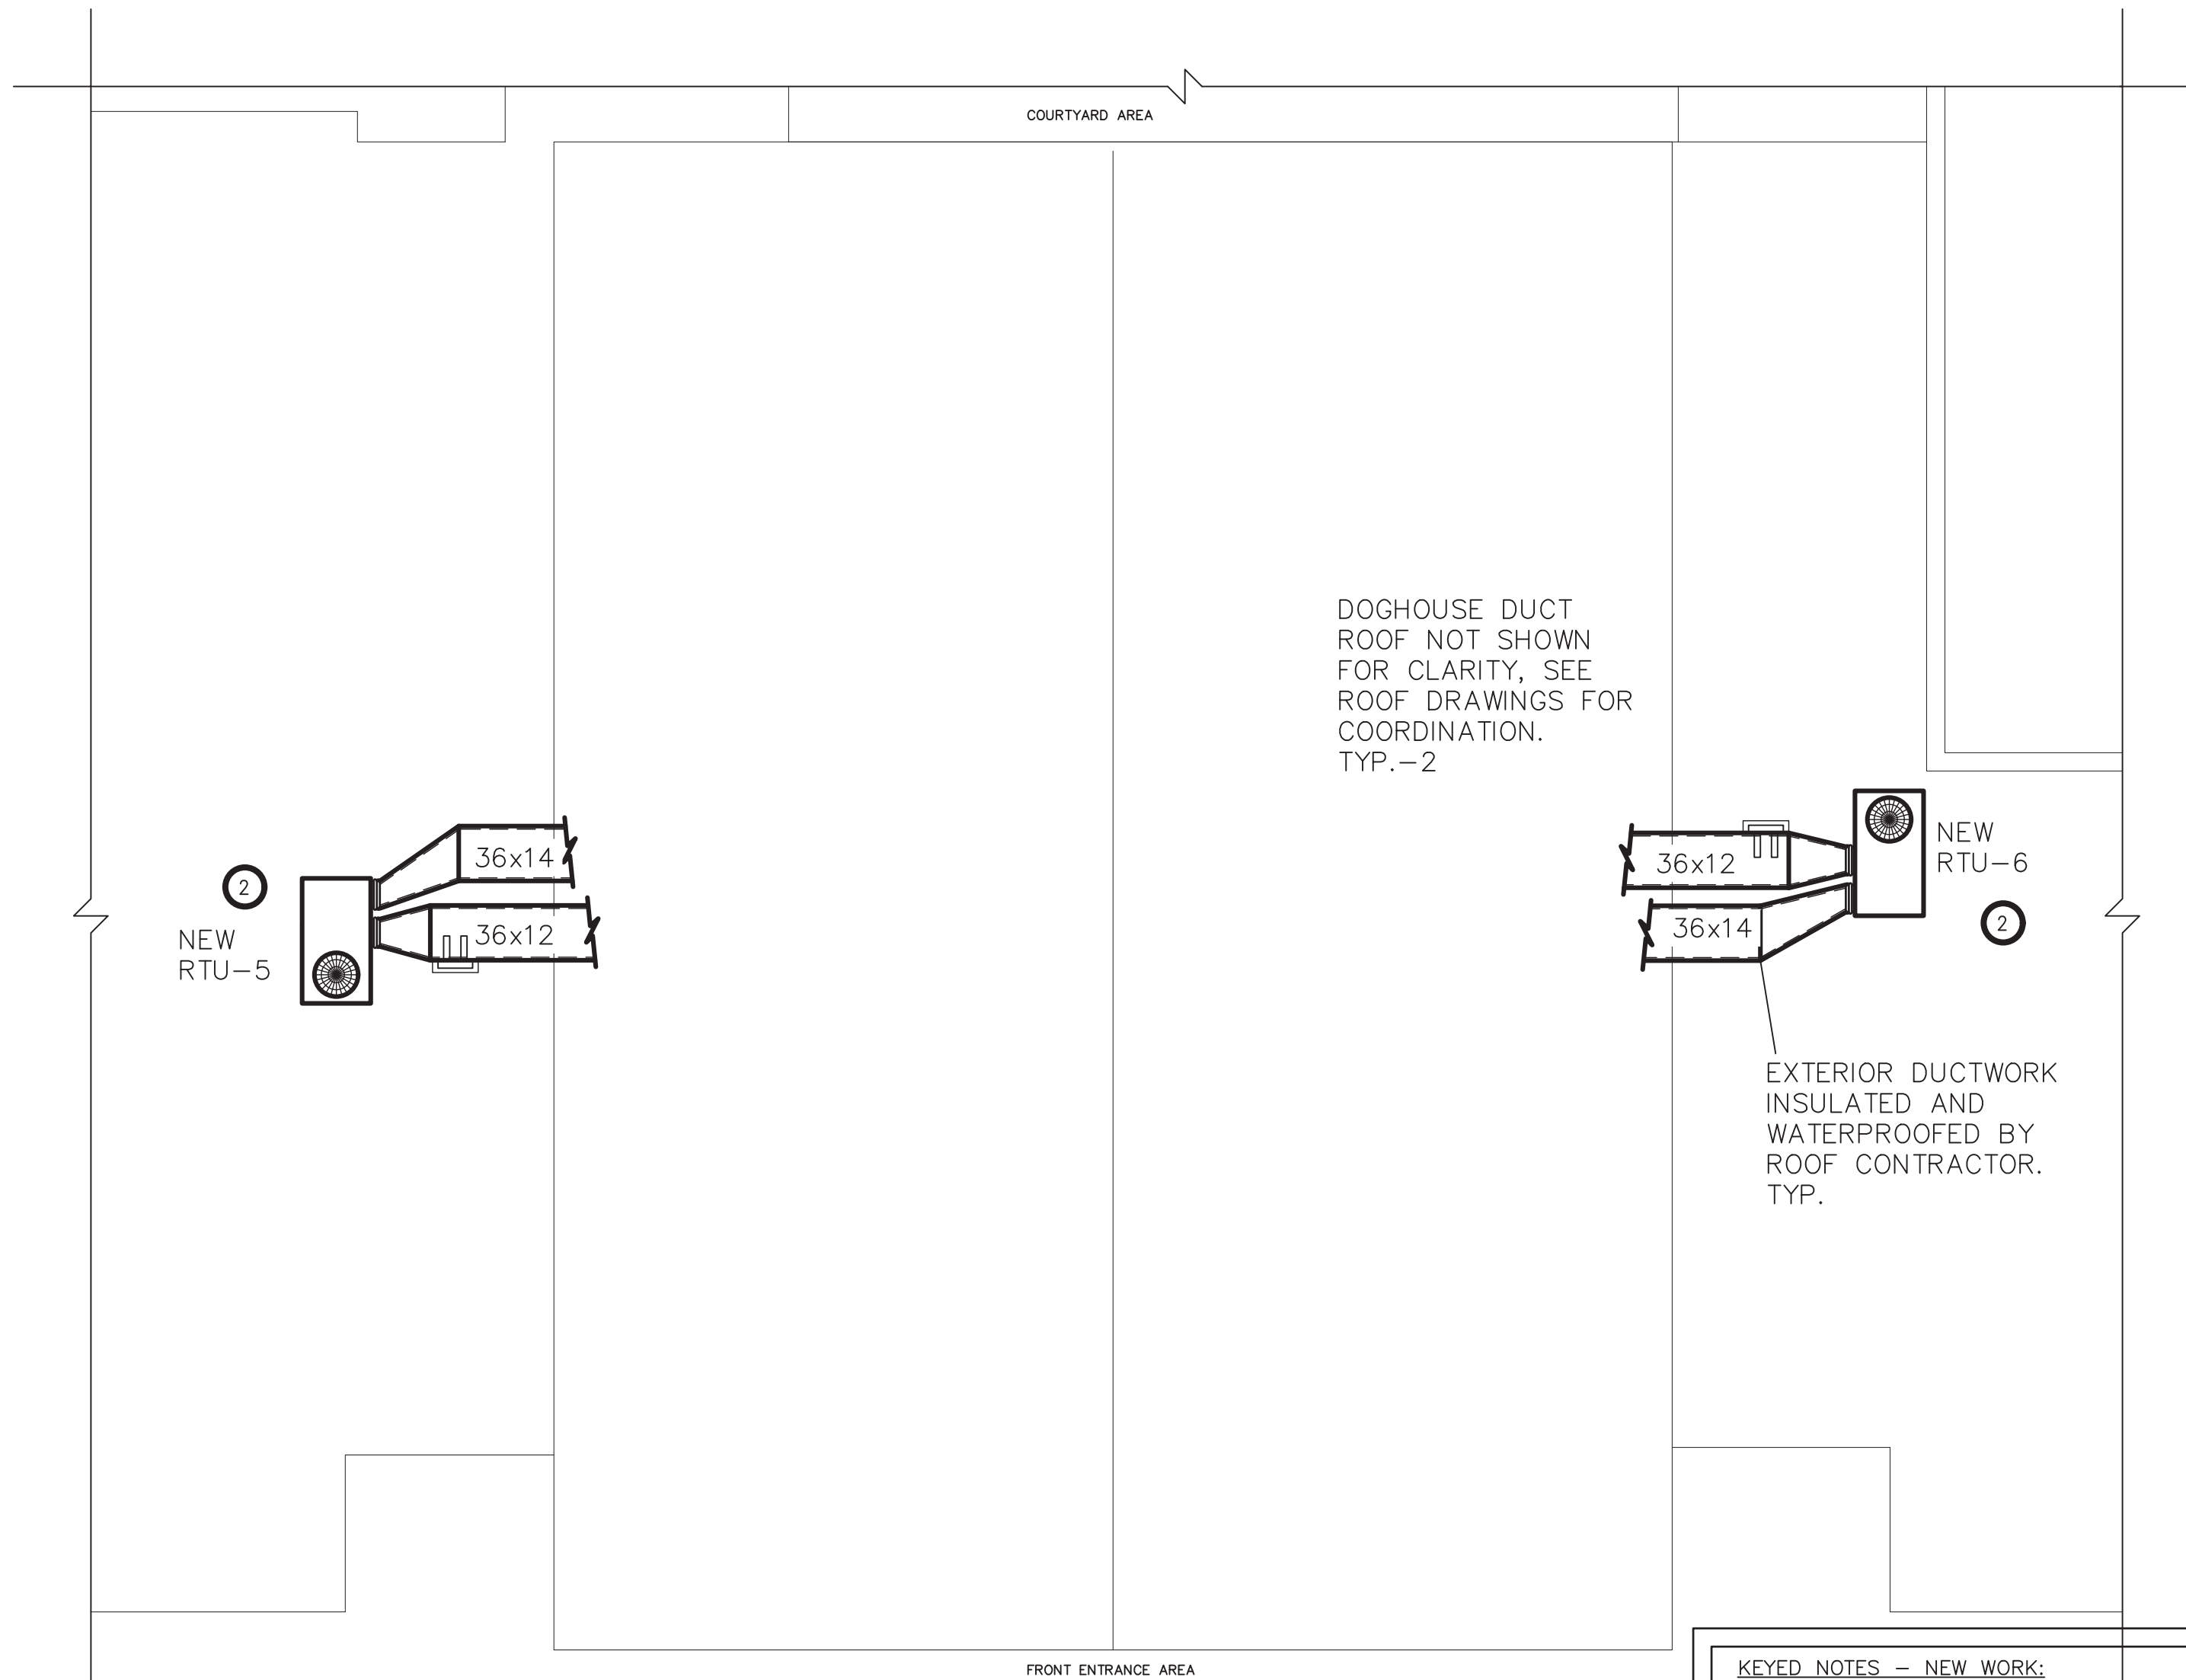 COURTYARD AREA
DOGHOUSE DUCT
ROOF NOT SHOWN
FOR CLARITY, SEE
ROOF DRAWINGS FOR
COORDINATION.
TYP.-2
36x14
36x12
2
NEW
RTU-5
36x12
36x14
NEW
RTU-6
2
EXTERIOR DUCTWORK
INSULATED AND
WATERPROOFED BY
ROOF CONTRACTOR.
TYP.
FRONT ENTRANCE AREA
KEYED NOTES - NEW WORK: